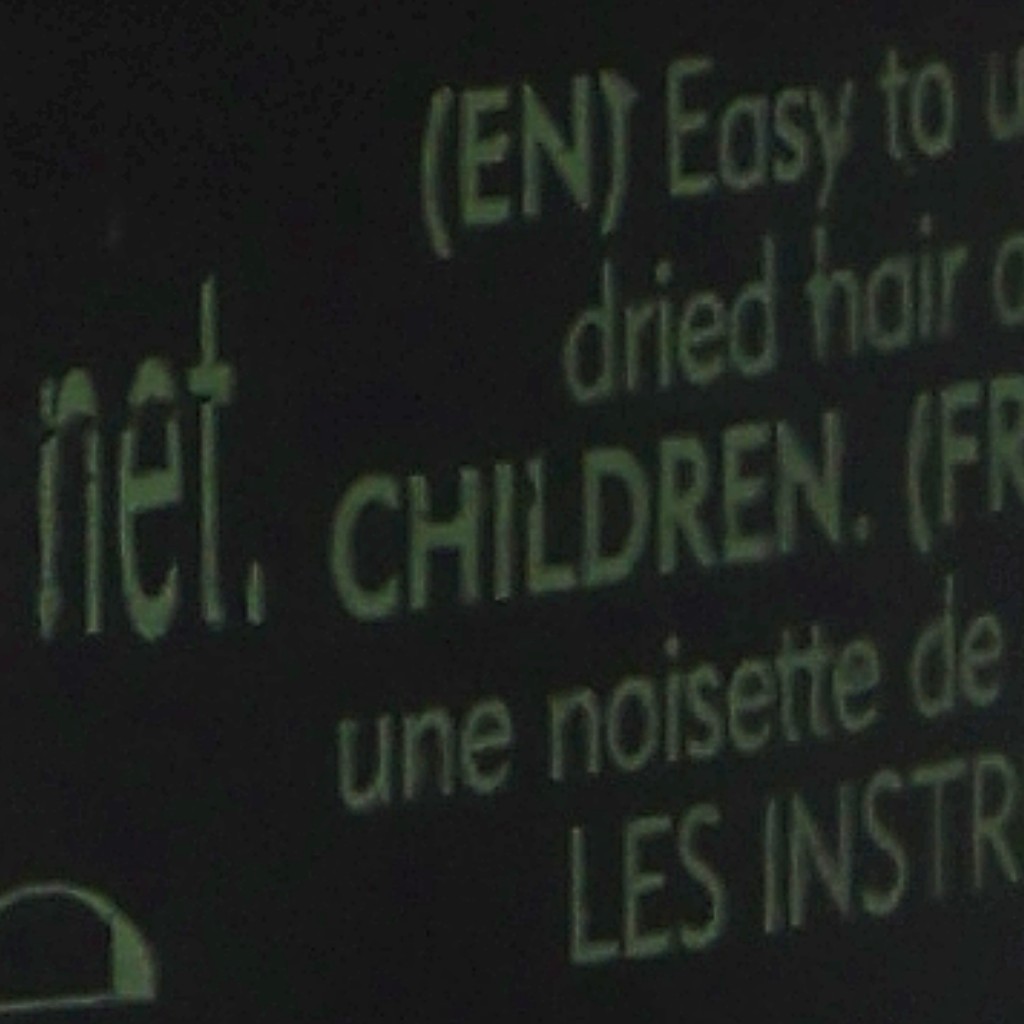 net.
(EN) Easy to
dried hair
CHILDREN. (FR
une noisette de
LES INSTR